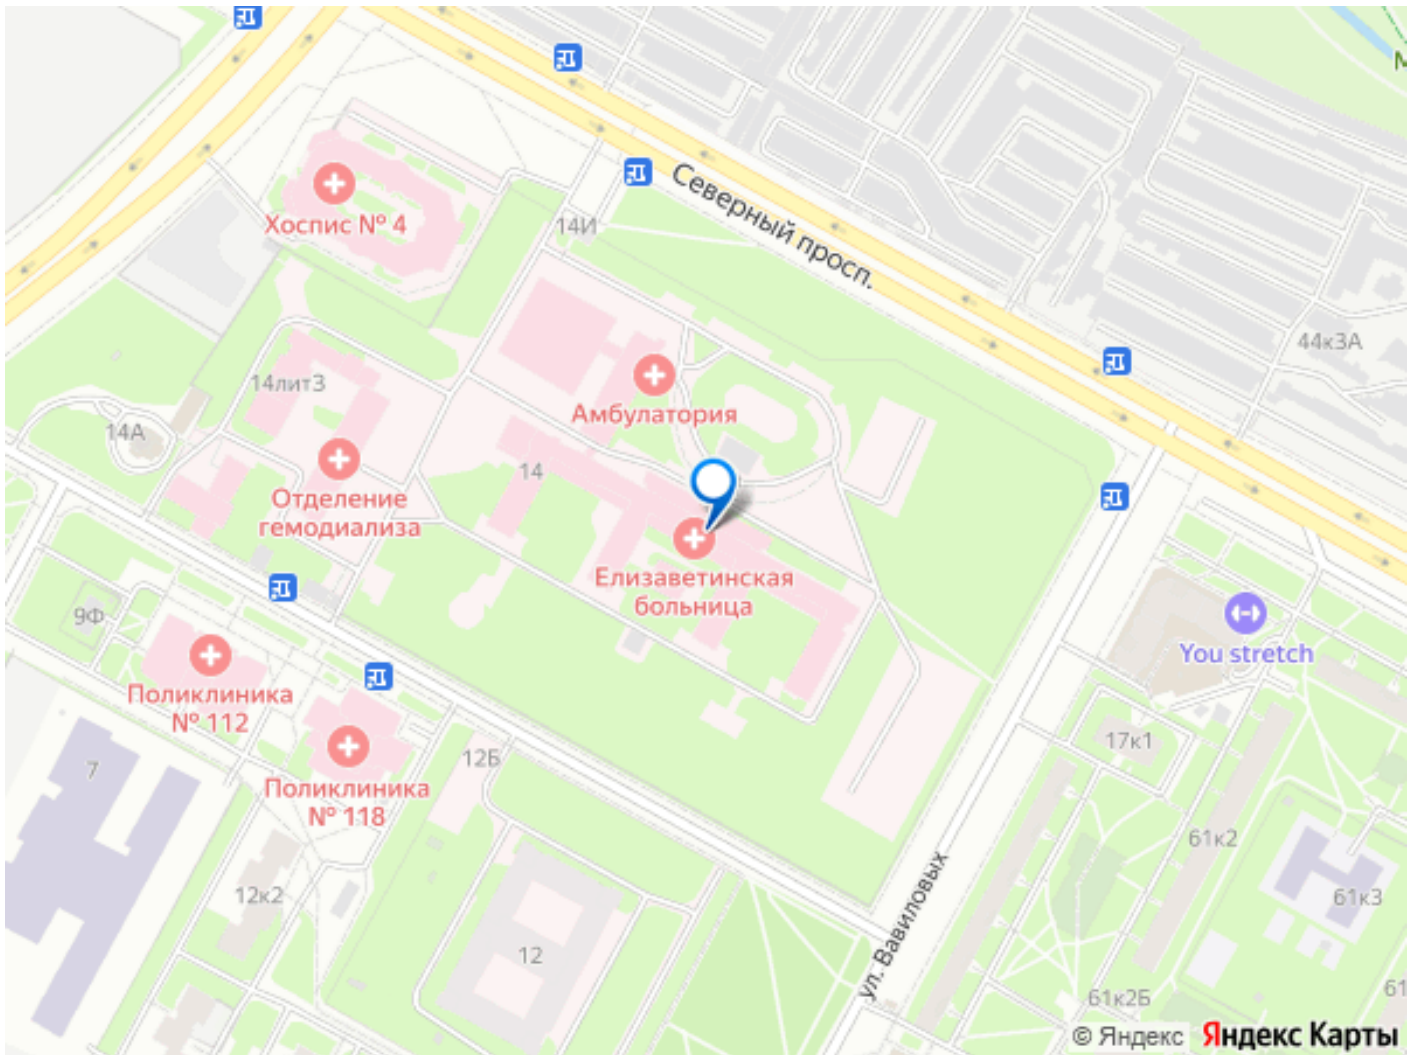 М
Северный просп.
Хоспис № 4
14И
44к3А
14лит3
Амбулатория
14А
14
Отделение
гемодиализа
Елизаветинская
больница
9Ф
You stretch
Поликлиника
№ 112
17к1
12Б
7
Поликлиника
№ 118
61к2
12к2
61к3
ул. Вавиловых
12
61к2Б
61
© Яндекс
Яндекс Карты